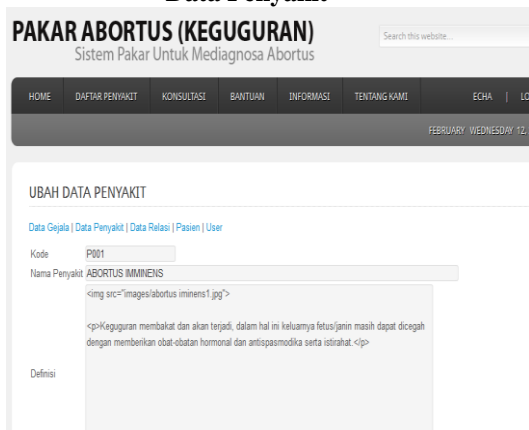 PAKAR ABORTUS (KEGUGURAN)
Sistem Pakar Untuk Mediagnosa Abortus
Search this website...
HOME DAFTAR PENYAKIT KONSULTASI BANTUAN INFORMASI TENTANG KAMI ECHA | LO
FEBRUARY WEDNESDAY 12,
UBAH DATA PENYAKIT
Data Gejala | Data Penyakit | Data Relasi | Pasien | User
Kode P001
Nama Penyakit ABORTUS IMMINENS
<img src="images/abortus iminens1.jpg">
<p>Keguguran membakat dan akan terjadi, dalam hal ini keluarnya fetus/janin masih dapat dicegah
dengan memberikan obat-obatan hormonal dan antispasmodika serta istirahat.</p>
Definisi